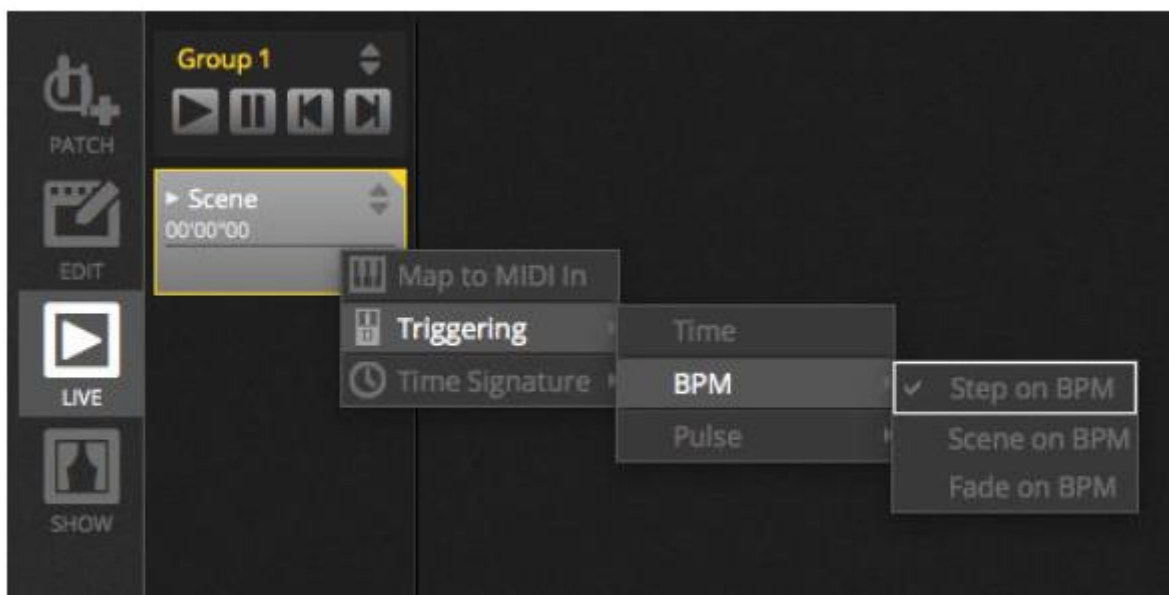 Group 1
PATCH
Scene
00'00"00
EDIT
Map to MIDI In
Triggering
Time
Time Signature
BPM
Step on BPM
LIVE
Pulse
Scene on BPM
Fade on BPM
SHOW